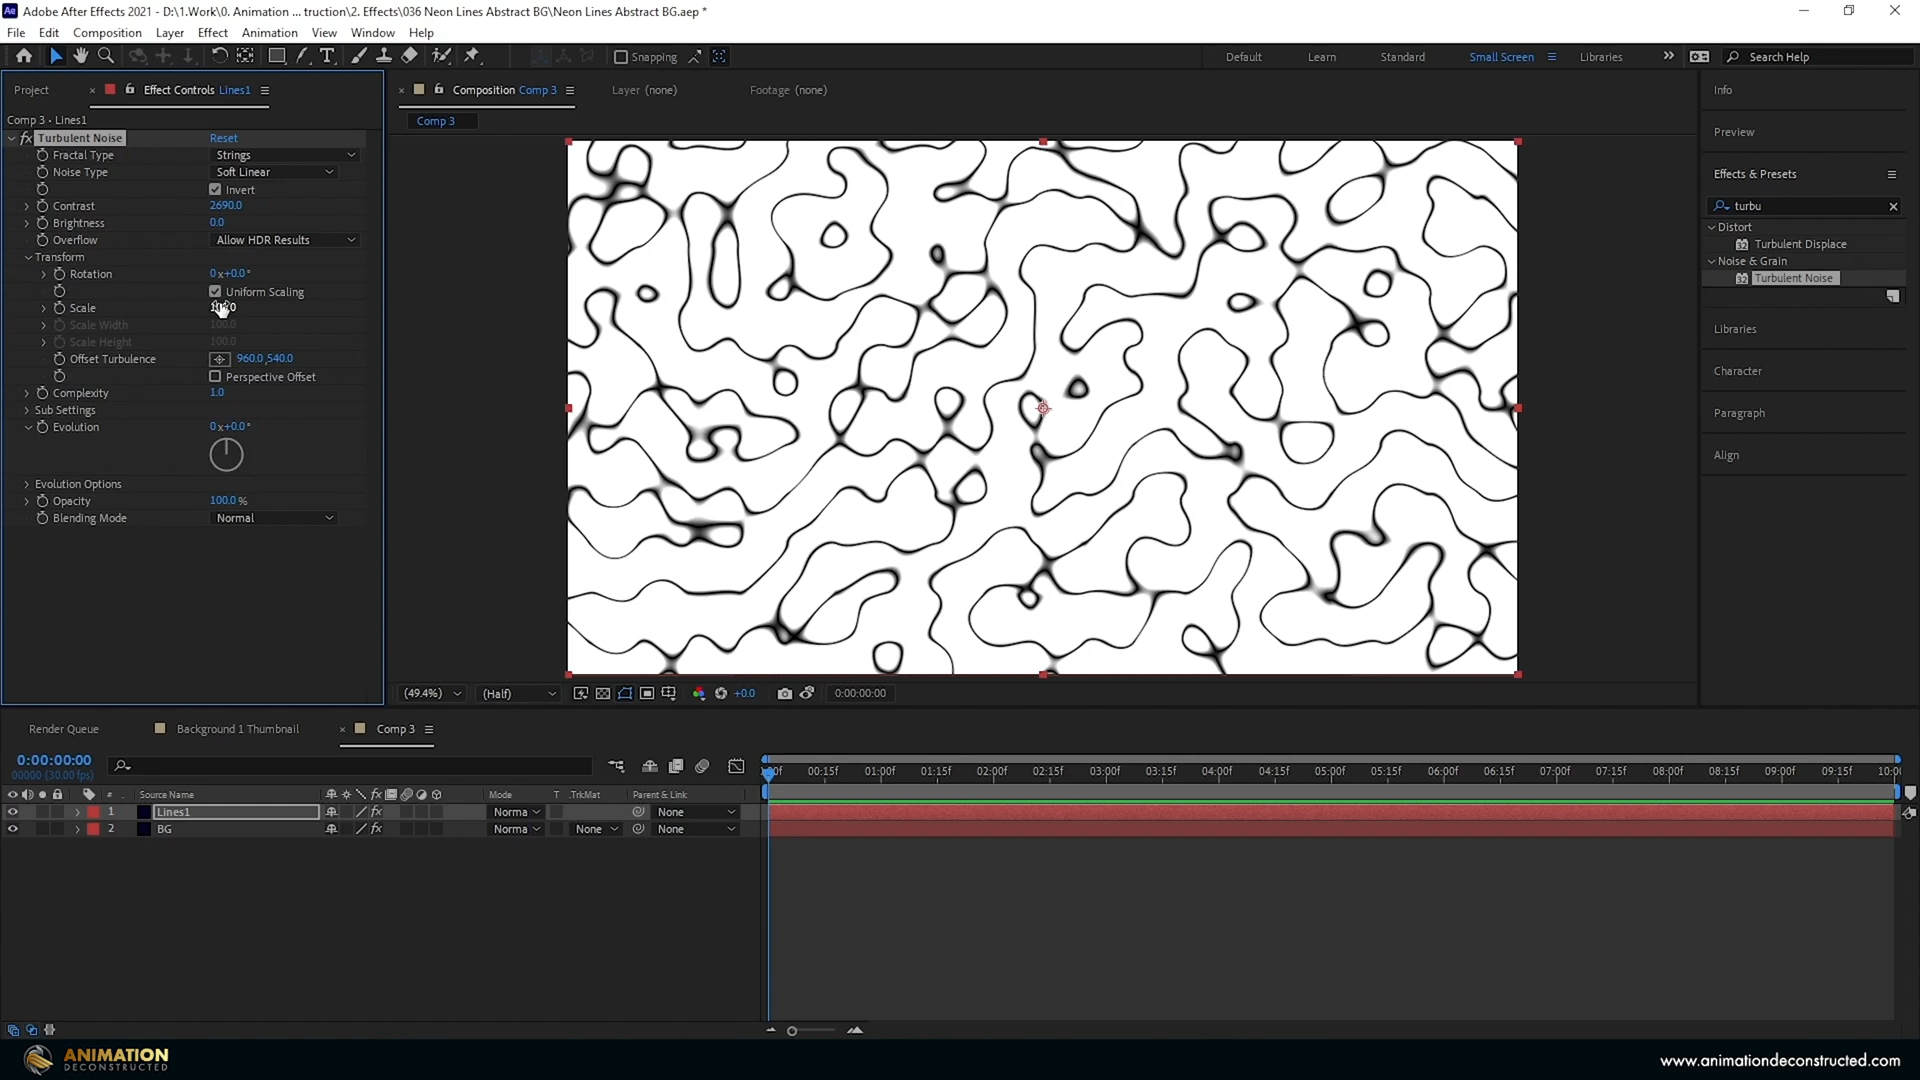 Adobe After Effects 2021 - D:\1.Work\0. Animation ... truction\2. Effects\036 Neon Lines Abstract BG\Neon Lines Abstract BG.aep *
File Edit Composition Layer Effect Animation View Window Help
Snapping Default Learn Standard Small Screen Libraries Search Help
Project Effect Controls Lines1
Composition Comp 3 Layer (none) Footage (none)
Comp 3 • Lines1
Comp 3
fx Turbulent Noise Reset
Fractal Type Strings
Noise Type Soft Linear
Invert
Contrast 2690.0
Brightness 0.0
Overflow Allow HDR Results
Transform
Rotation 0x+0.0°
Uniform Scaling
Scale
Scale Width 100.0
Scale Height 100.0
Offset Turbulence 960.0,540.0
Perspective Offset
Complexity 1.0
Sub Settings
Evolution 0x+0.0°
Evolution Options
Opacity 100.0%
Blending Mode Normal
Info
Preview
Effects & Presets
turbu
Distort
Turbulent Displace
Noise & Grain
Turbulent Noise
Libraries
Character
Paragraph
Align
(49.4%) (Half) +0.0 0:00:00:00
Render Queue Background 1 Thumbnail Comp 3
0:00:00:00
00000 (30.00 fps)
00:15f 01:00f 01:15f 02:00f 02:15f 03:00f 03:15f 04:00f 04:15f 05:00f 05:15f 06:00f 06:15f 07:00f 07:15f 08:00f 08:15f 09:00f 09:15f
# Source Name fx Mode T .TrkMat Parent & Link
1 Lines1 fx Norma None
2 BG fx Norma None None
ANIMATION
DECONSTRUCTED
www.animationdeconstructed.com